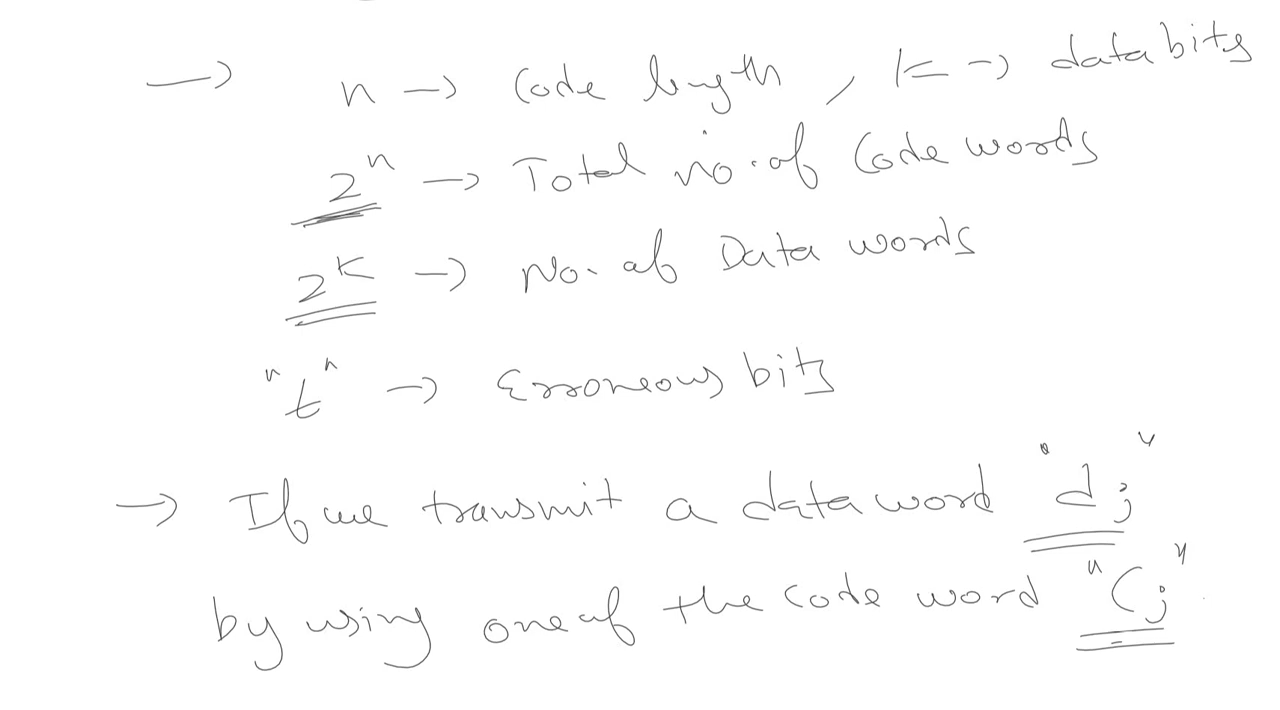 → n → Code length , k → data bits
2^n → Total no. of Code words
2^k → No. of Data words
"t" → Erroneous bits
→ If we transmit a data word "dj"
by using one of the code word "Cj"